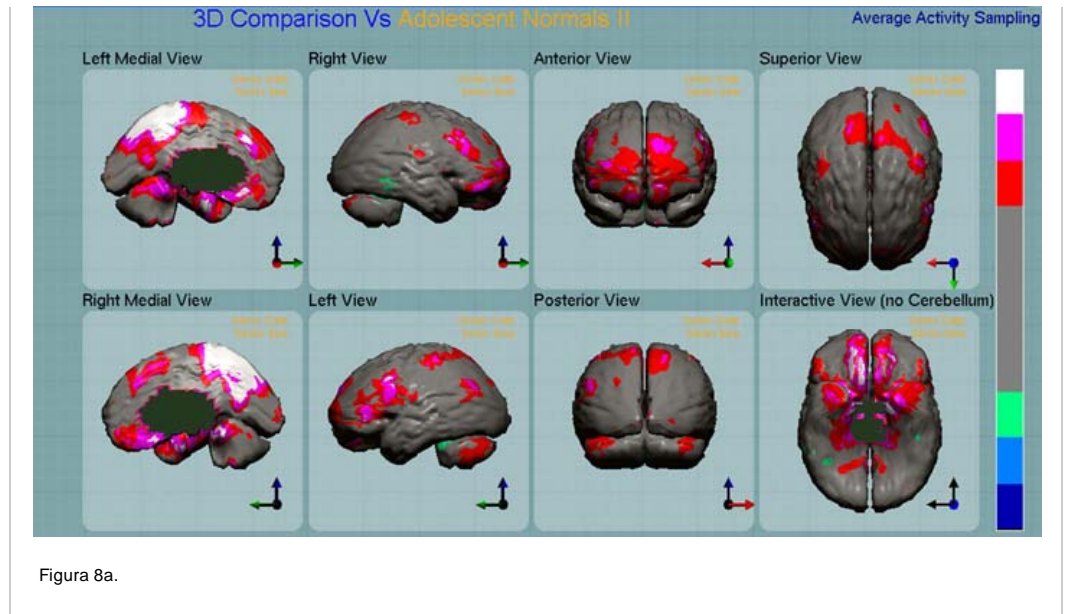 3D Comparison Vs Adolescent Normals II
Average Activity Sampling
Left Medial View
Right View
Anterior View
Superior View
Right Medial View
Left View
Posterior View
Interactive View (no Cerebellum)
Figura 8a.